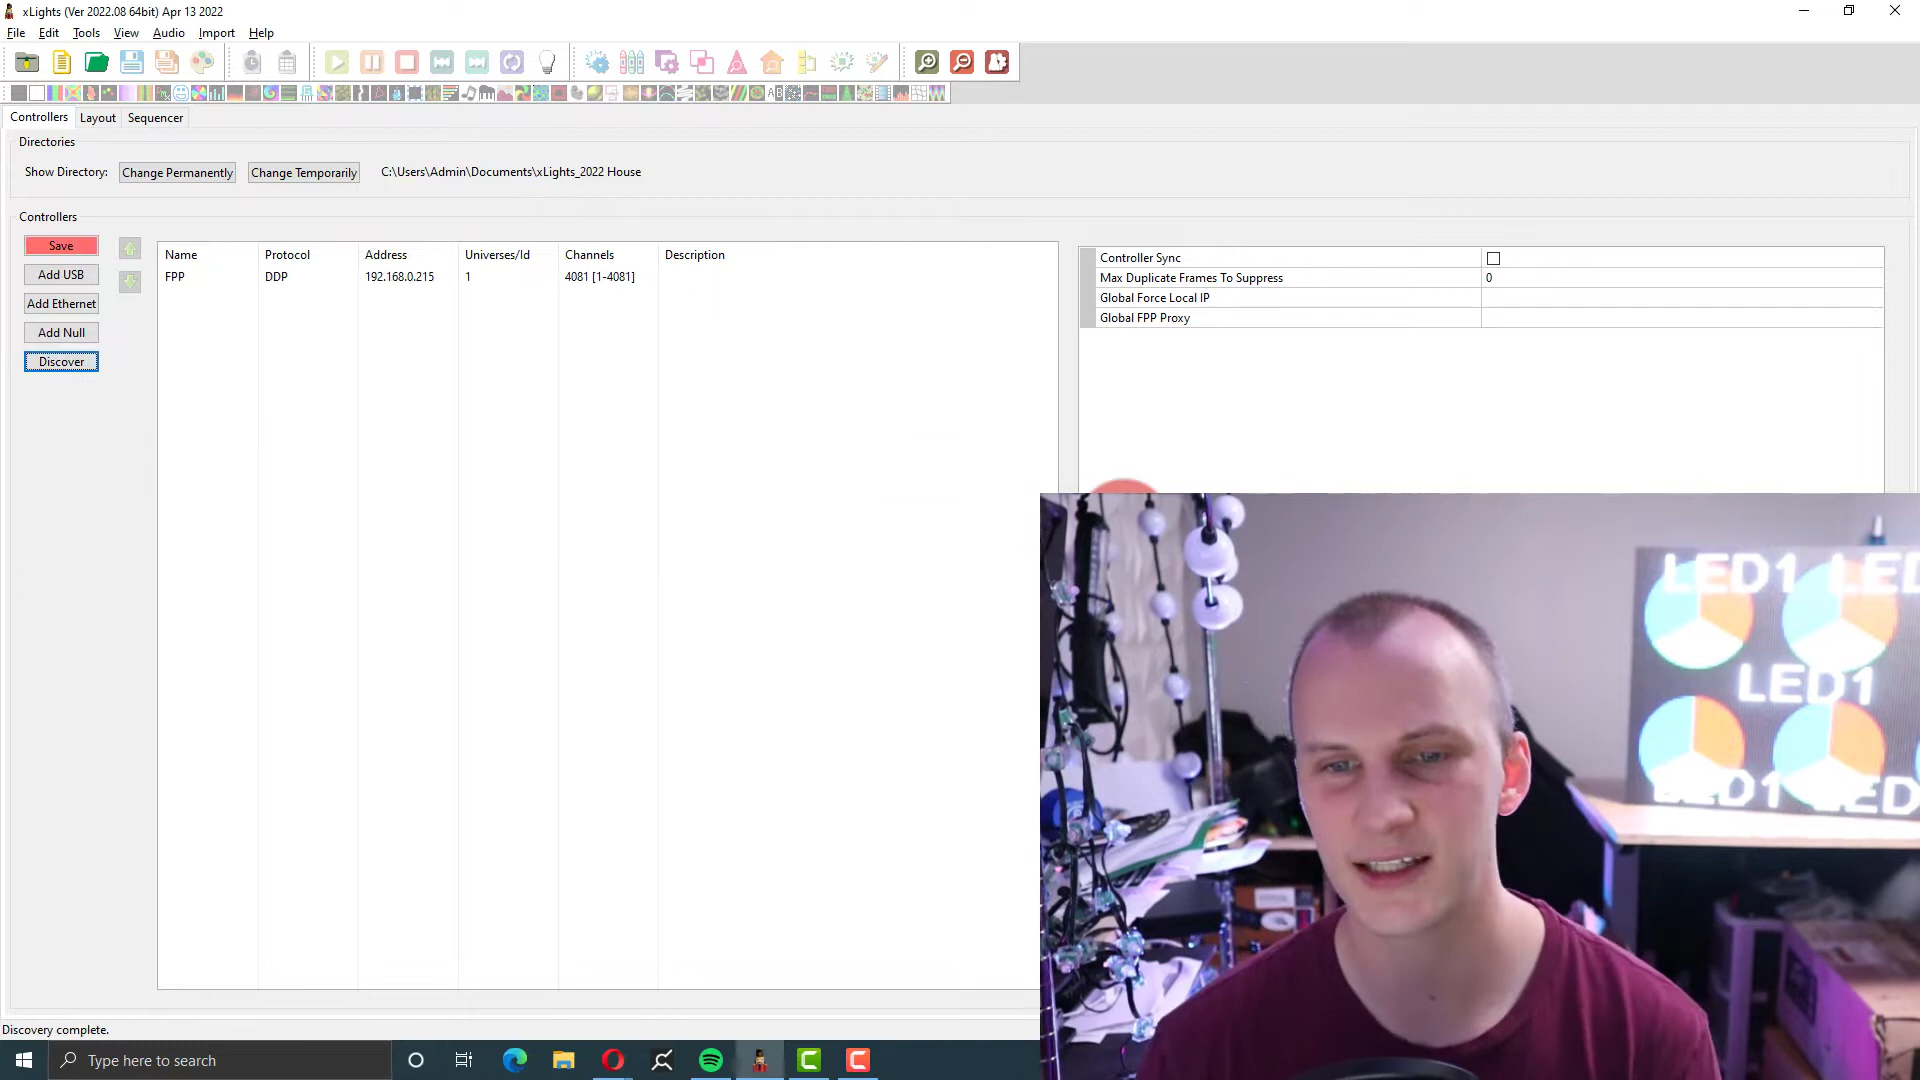 xLights (Ver 2022.08 64bit) Apr 13 2022
File Edit Tools View Audio Import Help
Controllers Layout Sequencer
Directories
Show Directory: Change Permanently Change Temporarily C:\Users\Admin\Documents\xLights_2022 House
Controllers
Save
Add USB
Add Ethernet
Add Null
Discover
Name Protocol Address Universes/Id Channels Description
FPP DDP 192.168.0.215 1 4081 [1-4081]
Controller Sync
Max Duplicate Frames To Suppress 0
Global Force Local IP
Global FPP Proxy
LED1 LED
LED1
LED1 LED
Discovery complete.
Type here to search